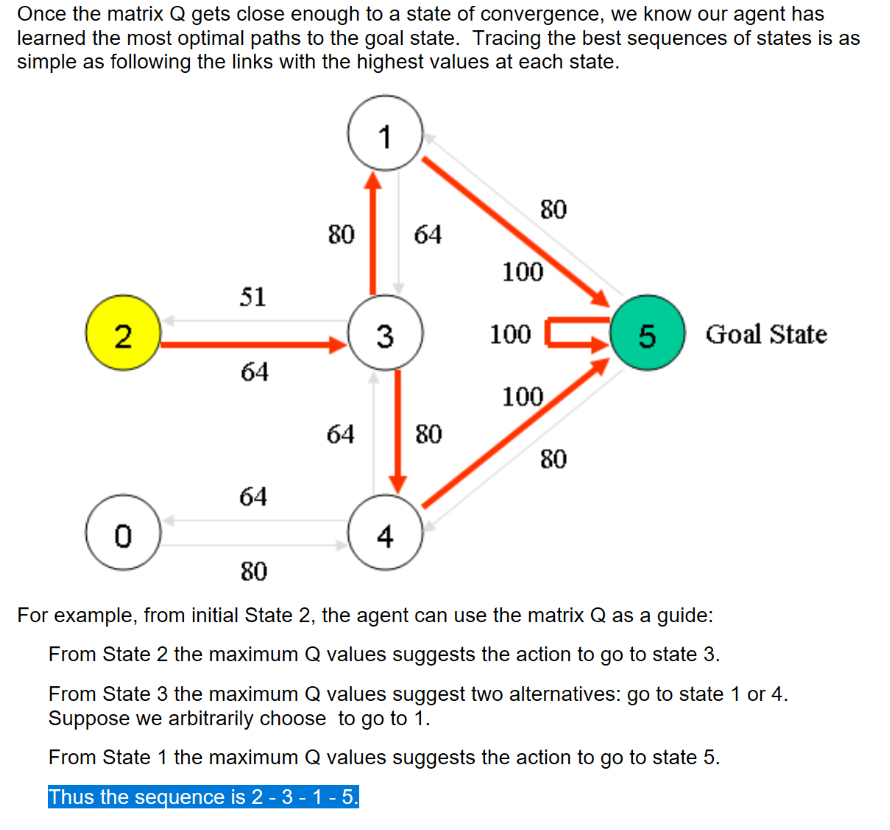 Once the matrix Q gets close enough to a state of convergence, we know our agent has
learned the most optimal paths to the goal state.  Tracing the best sequences of states is as
simple as following the links with the highest values at each state.
1
80
80
64
100
51
2
3
100
5
Goal State
64
100
64
80
80
64
0
4
80
For example, from initial State 2, the agent can use the matrix Q as a guide:
From State 2 the maximum Q values suggests the action to go to state 3.
From State 3 the maximum Q values suggest two alternatives: go to state 1 or 4.
Suppose we arbitrarily choose  to go to 1.
From State 1 the maximum Q values suggests the action to go to state 5.
Thus the sequence is 2 - 3 - 1 - 5.